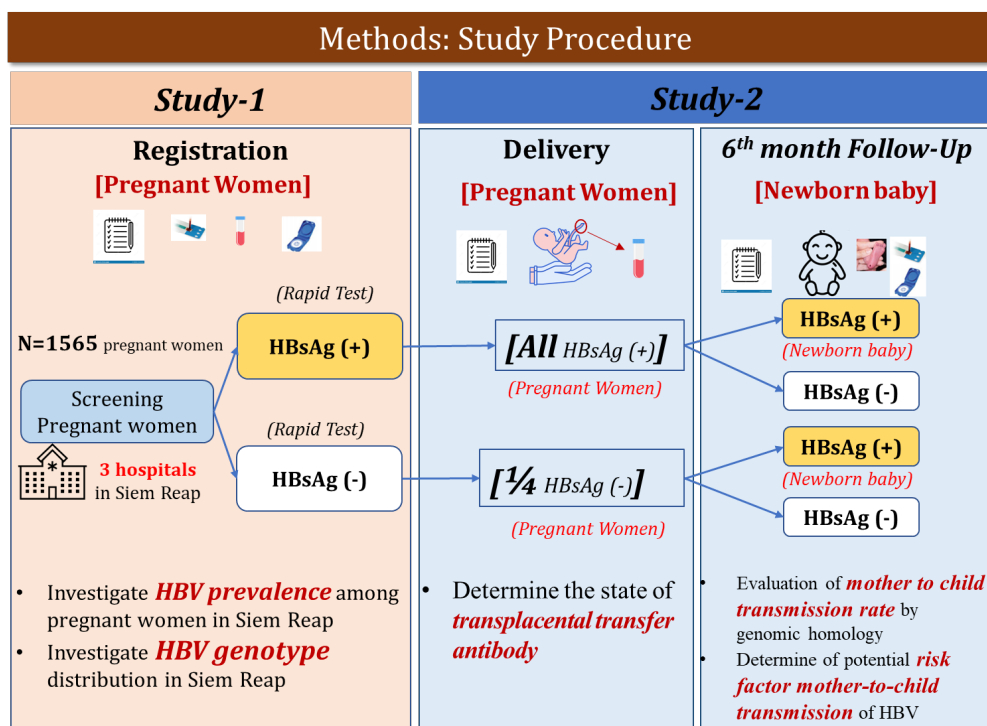 Methods: Study Procedure
Study-1
Study-2
Registration
[Pregnant Women]
(Rapid Test)
N=1565 pregnant women
HBsAg (+)
Screening
Pregnant women
(Rapid Test)
3 hospitals
in Siem Reap
HBsAg (-)
• Investigate HBV prevalence among
pregnant women in Siem Reap
• Investigate HBV genotype
distribution in Siem Reap
Delivery
[Pregnant Women]
[All HBsAg (+)]
(Pregnant Women)
[¼ HBsAg (-)]
(Pregnant Women)
• Determine the state of
transplacental transfer
antibody
6th month Follow-Up
[Newborn baby]
HBsAg (+)
(Newborn baby)
HBsAg (-)
HBsAg (+)
(Newborn baby)
HBsAg (-)
• Evaluation of mother to child
transmission rate by
genomic homology
• Determine of potential risk
factor mother-to-child
transmission of HBV